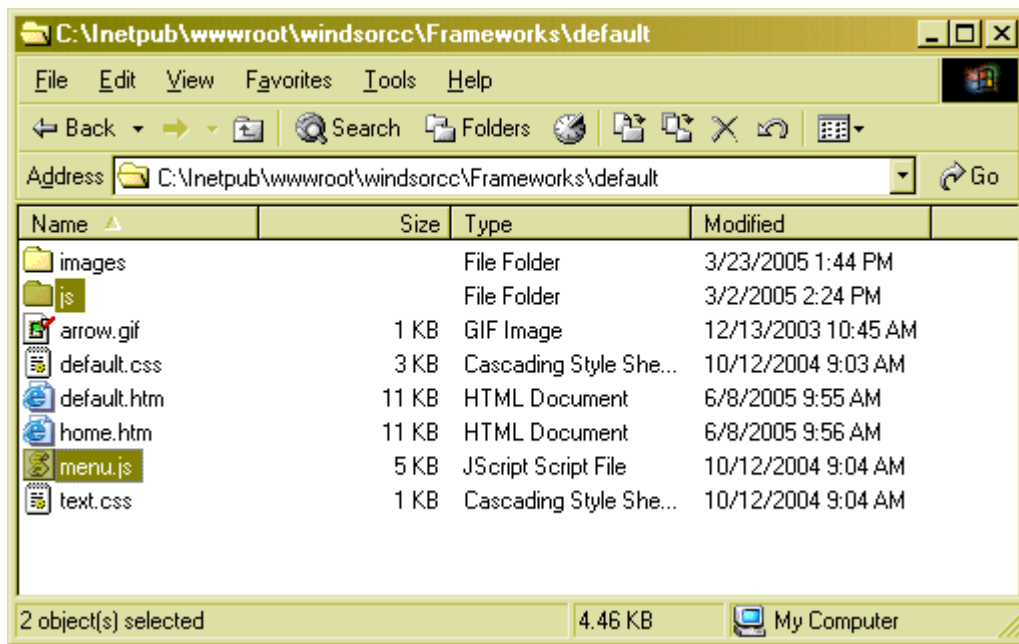 C:\Inetpub\wwwroot\windsorcc\Frameworks\default
File Edit View Favorites Tools Help
Back Search Folders
Address C:\Inetpub\wwwroot\windsorcc\Frameworks\default Go
Name Size Type Modified
images File Folder 3/23/2005 1:44 PM
js File Folder 3/2/2005 2:24 PM
arrow.gif 1 KB GIF Image 12/13/2003 10:45 AM
default.css 3 KB Cascading Style She... 10/12/2004 9:03 AM
default.htm 11 KB HTML Document 6/8/2005 9:55 AM
home.htm 11 KB HTML Document 6/8/2005 9:56 AM
menu.js 5 KB JScript Script File 10/12/2004 9:04 AM
text.css 1 KB Cascading Style She... 10/12/2004 9:04 AM
2 object(s) selected 4.46 KB My Computer